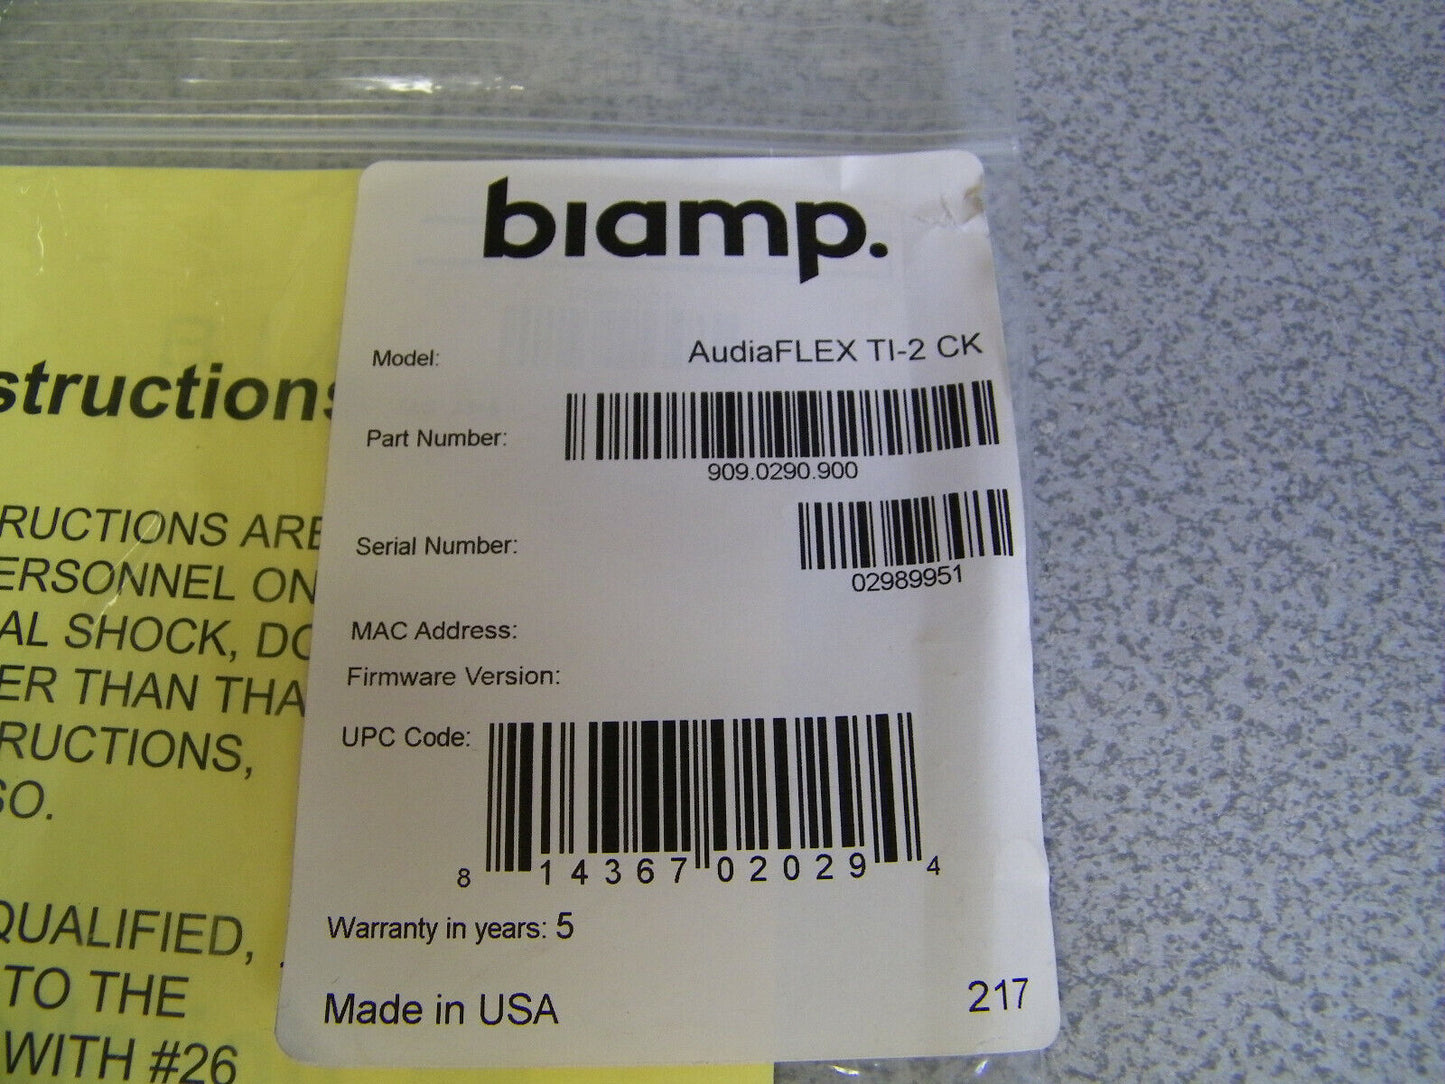 biamp.
Model: AudiaFLEX TI-2 CK
Part Number:
909.0290.900
Serial Number:
02989951
MAC Address:
Firmware Version:
UPC Code:
8 14367 02029 4
Warranty in years: 5
Made in USA 217
structions
RUCTIONS ARE
ERSONNEL ON
AL SHOCK, DO
ER THAN THA
RUCTIONS,
SO.
QUALIFIED,
TO THE
WITH #26